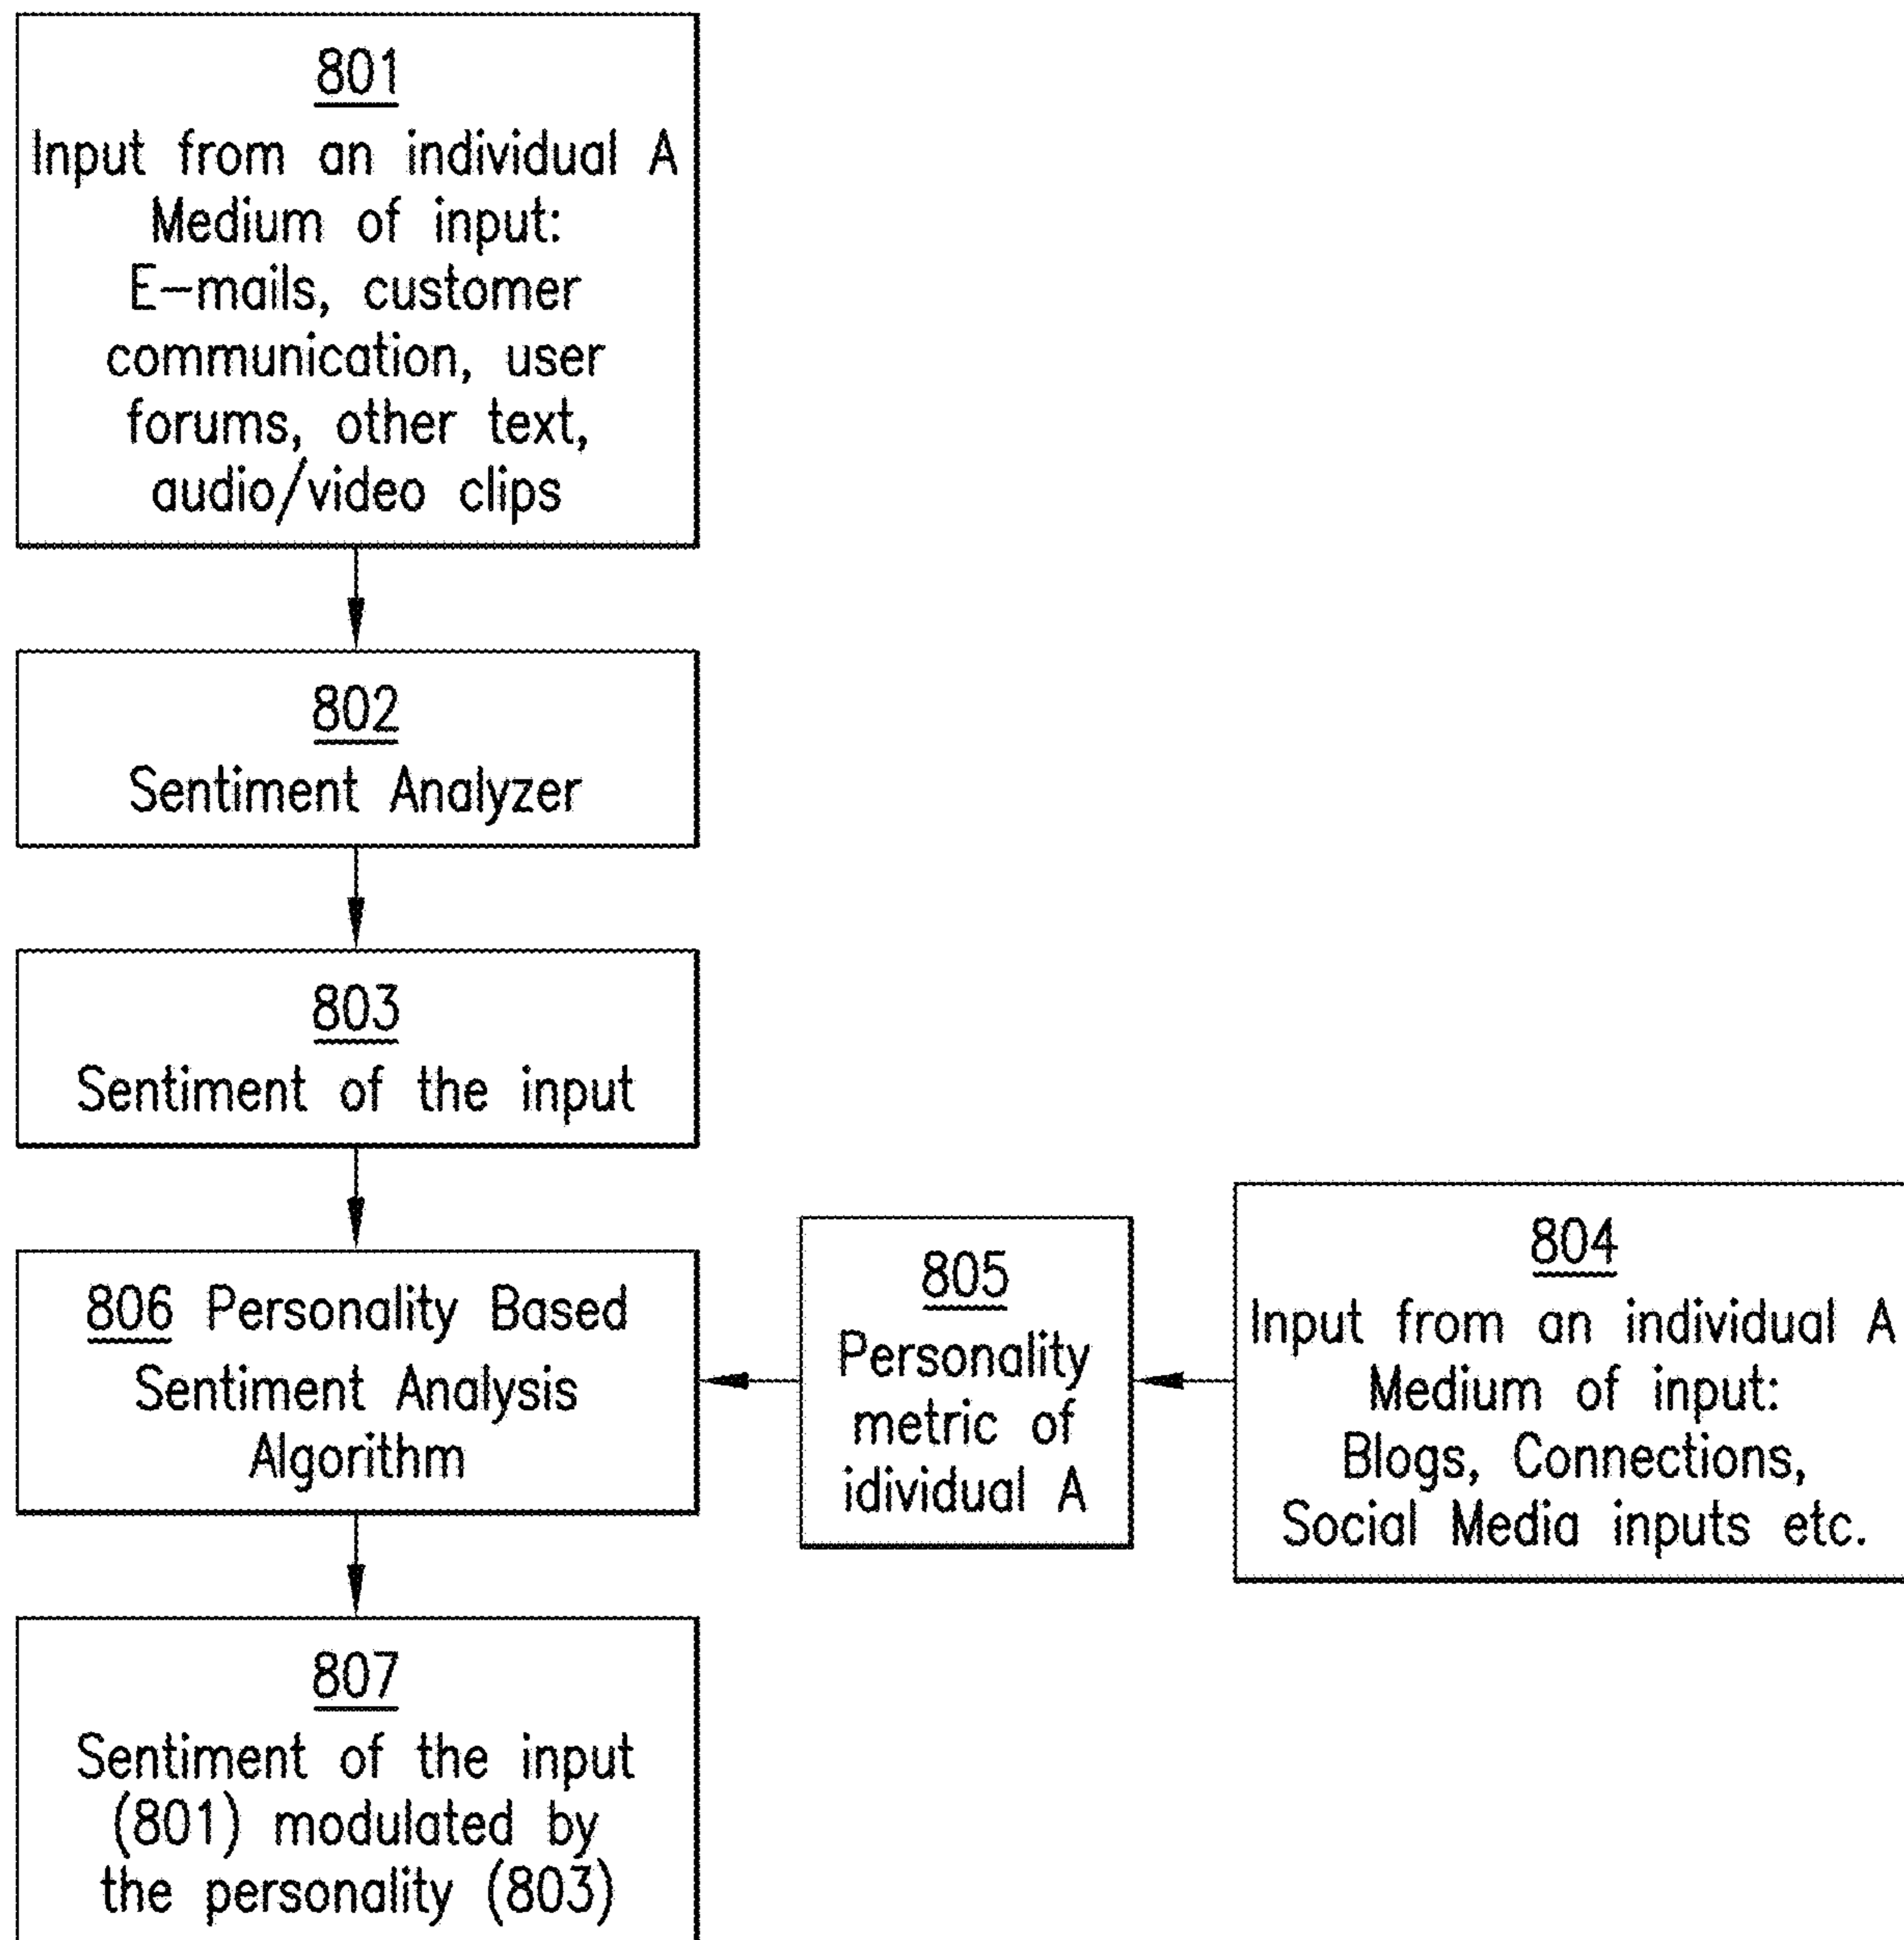 801
Input from an individual A
Medium of input:
E-mails, customer
communication, user
forums, other text,
audio/video clips
802
Sentiment Analyzer
803
Sentiment of the input
806 Personality Based
Sentiment Analysis
Algorithm
805
Personality
metric of
idividual A
804
Input from an individual A
Medium of input:
Blogs, Connections,
Social Media inputs etc.
807
Sentiment of the input
(801) modulated by
the personality (803)